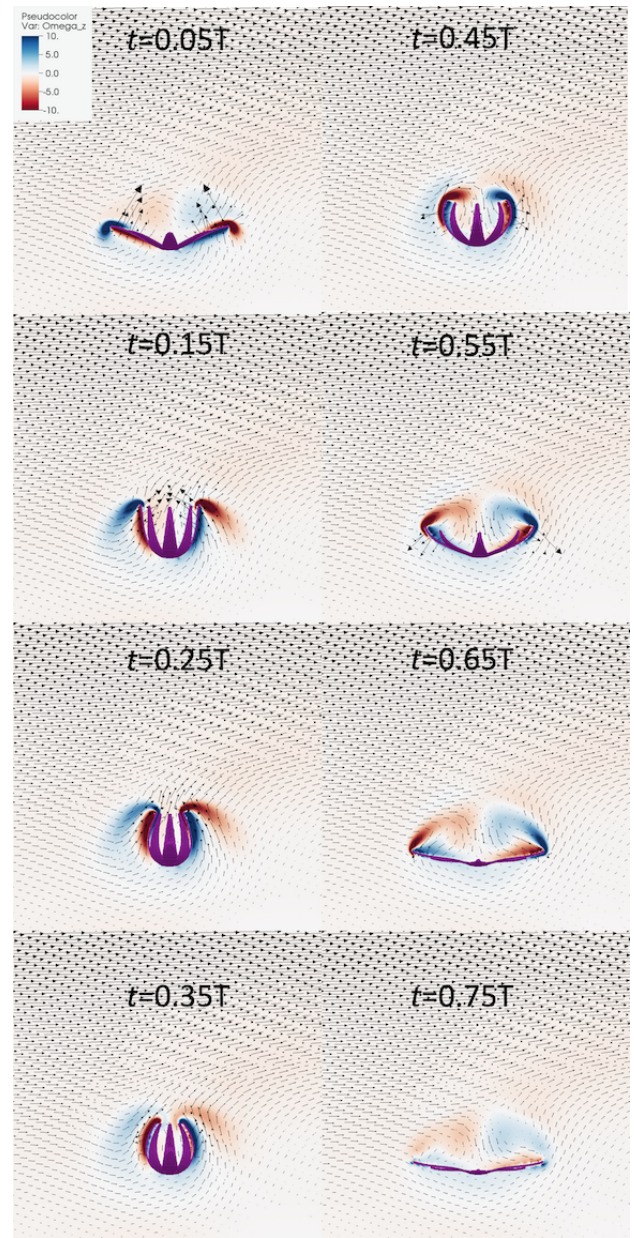 Pseudocolor
Var: Omega_z
10.
5.0
0.0
-5.0
-10.
t=0.05T
t=0.45T
t=0.15T
t=0.55T
t=0.25T
t=0.65T
t=0.35T
t=0.75T